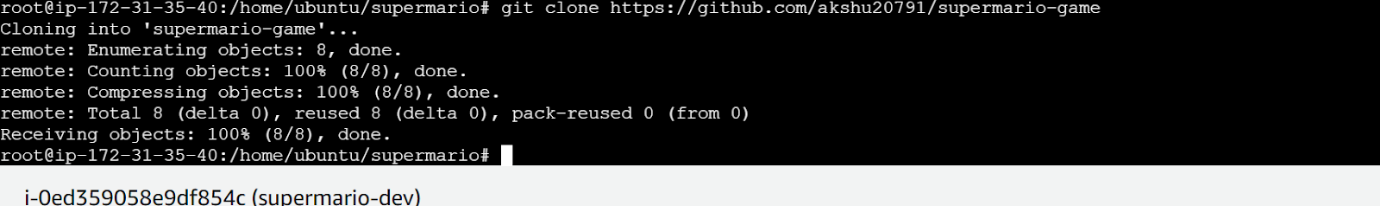 root@ip-172-31-35-40:/home/ubuntu/supermario# git clone https://github.com/akshu20791/supermario-game
Cloning into 'supermario-game'...
remote: Enumerating objects: 8, done.
remote: Counting objects: 100% (8/8), done.
remote: Compressing objects: 100% (8/8), done.
remote: Total 8 (delta 0), reused 8 (delta 0), pack-reused 0 (from 0)
Receiving objects: 100% (8/8), done.
root@ip-172-31-35-40:/home/ubuntu/supermario#
i-0ed359058e9df854c (supermario-dev)